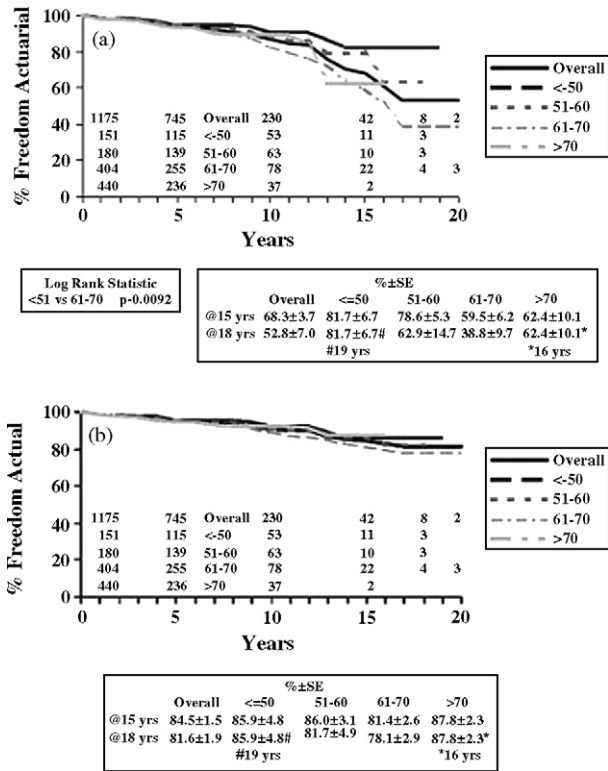 % Freedom Actuarial
100
80
60
40
20
0
(a)
1175 745 Overall 230 42 8 2
151 115 <-50 53 11 3
180 139 51-60 63 10 3
404 255 61-70 78 22 4 3
440 236 >70 37 2
0 5 10 15 20
Years
Overall
<-50
51-60
61-70
>70
Log Rank Statistic
<51 vs 61-70 p-0.0092
%±SE
Overall <=50 51-60 61-70 >70
@15 yrs 68.3±3.7 81.7±6.7 78.6±5.3 59.5±6.2 62.4±10.1
@18 yrs 52.8±7.0 81.7±6.7# 62.9±14.7 38.8±9.7 62.4±10.1*
#19 yrs *16 yrs
% Freedom Actual
100
80
60
40
20
0
(b)
1175 745 Overall 230 42 8 2
151 115 <-50 53 11 3
180 139 51-60 63 10 3
404 255 61-70 78 22 4 3
440 236 >70 37 2
0 5 10 15 20
Years
Overall
<-50
51-60
61-70
>70
%±SE
Overall <=50 51-60 61-70 >70
@15 yrs 84.5±1.5 85.9±4.8 86.0±3.1 81.4±2.6 87.8±2.3
@18 yrs 81.6±1.9 85.9±4.8# 81.7±4.9 78.1±2.9 87.8±2.3*
#19 yrs *16 yrs